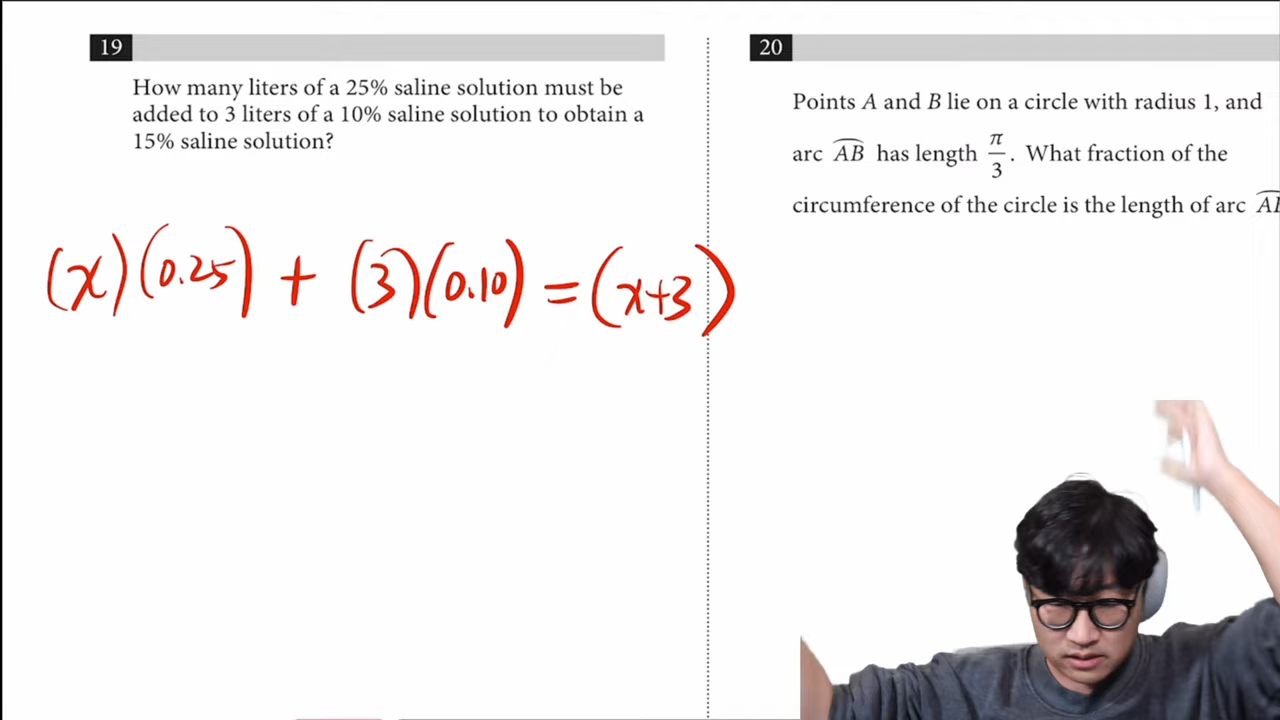 19
How many liters of a 25% saline solution must be
added to 3 liters of a 10% saline solution to obtain a
15% saline solution?
(x)(0.25) + (3)(0.10) = (x+3)
20
Points A and B lie on a circle with radius 1, and
arc AB has length π/3. What fraction of the
circumference of the circle is the length of arc